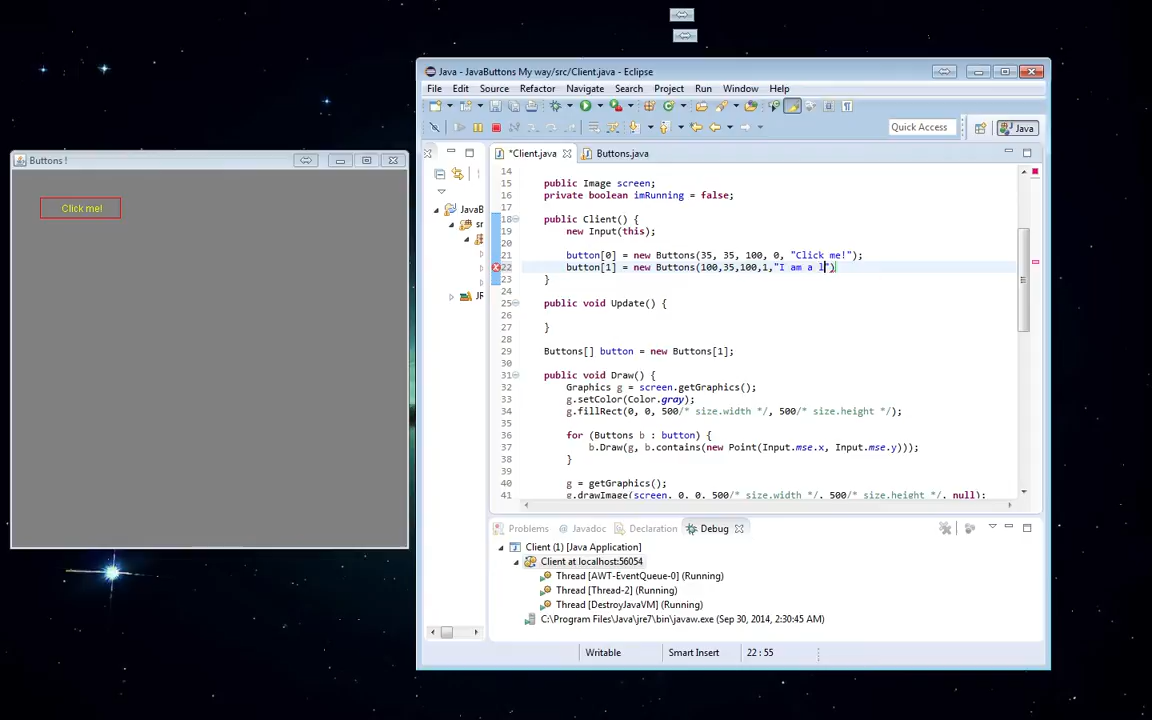 Java - JavaButtons My way/src/Client.java - Eclipse
File Edit Source Refactor Navigate Search Project Run Window Help
Quick Access
Java
Buttons !
Click me!
*Client.java
Buttons.java
14
15 public Image screen;
16 private boolean imRunning = false;
17
18 public Client() {
19 new Input(this);
20
21 button[0] = new Buttons(35, 35, 100, 0, "Click me!");
22 button[1] = new Buttons(100,35,100,1,"I am a l")
23 }
24
25 public void Update() {
26
27 }
28
29 Buttons[] button = new Buttons[1];
30
31 public void Draw() {
32 Graphics g = screen.getGraphics();
33 g.setColor(Color.gray);
34 g.fillRect(0, 0, 500/* size.width */, 500/* size.height */);
35
36 for (Buttons b : button) {
37 b.Draw(g, b.contains(new Point(Input.mse.x, Input.mse.y)));
38 }
39
40 g = getGraphics();
41 g.drawImage(screen, 0, 0, 500/* size.width */, 500/* size.height */, null);
JavaB
sr
JR
Problems Javadoc Declaration Debug
Client (1) [Java Application]
Client at localhost:56054
Thread [AWT-EventQueue-0] (Running)
Thread [Thread-2] (Running)
Thread [DestroyJavaVM] (Running)
C:\Program Files\Java\jre7\bin\javaw.exe (Sep 30, 2014, 2:30:45 AM)
Writable
Smart Insert
22 : 55